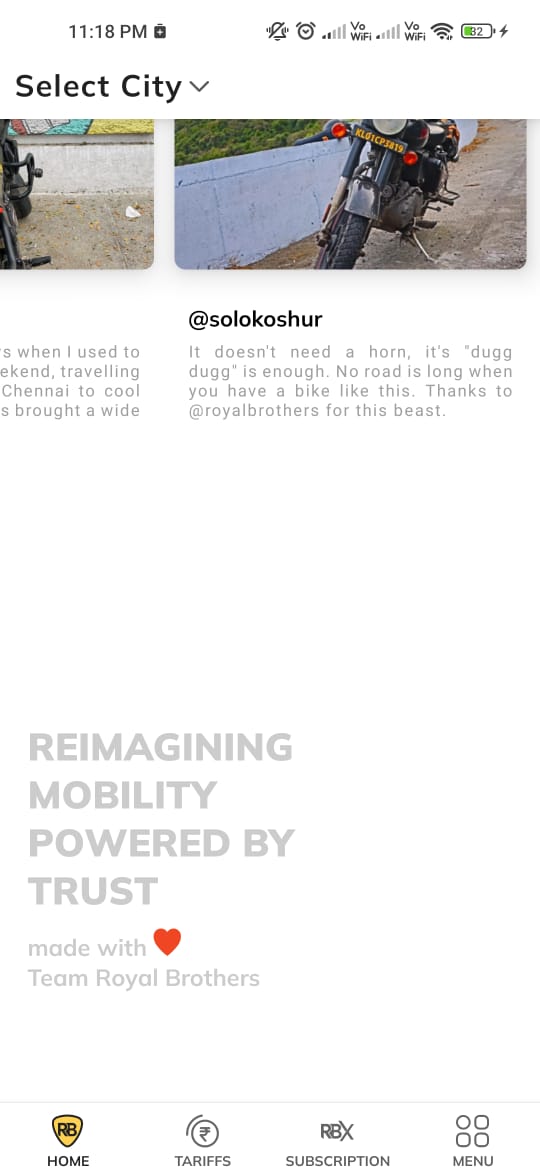 11:18 PM
Vo WiFi
Vo WiFi
32
Select City
KL01CP3819
@solokoshur
s when I used to
ekend, travelling
Chennai to cool
s brought a wide
It doesn't need a horn, it's "dugg
dugg" is enough. No road is long when
you have a bike like this. Thanks to
@royalbrothers for this beast.
REIMAGINING
MOBILITY
POWERED BY
TRUST
made with ❤️
Team Royal Brothers
RB
RBX
HOME
TARIFFS
SUBSCRIPTION
MENU